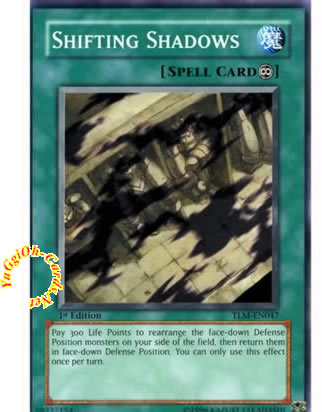 SHIFTING SHADOWS
魔
[SPELL CARD]
YuGgiOh-Cards.Net
1st Edition
TLM-EN047
Pay 300 Life Points to rearrange the face-down Defense
Position monsters on your side of the field, then return them
in face-down Defense Position. You can only use this effect
once per turn.